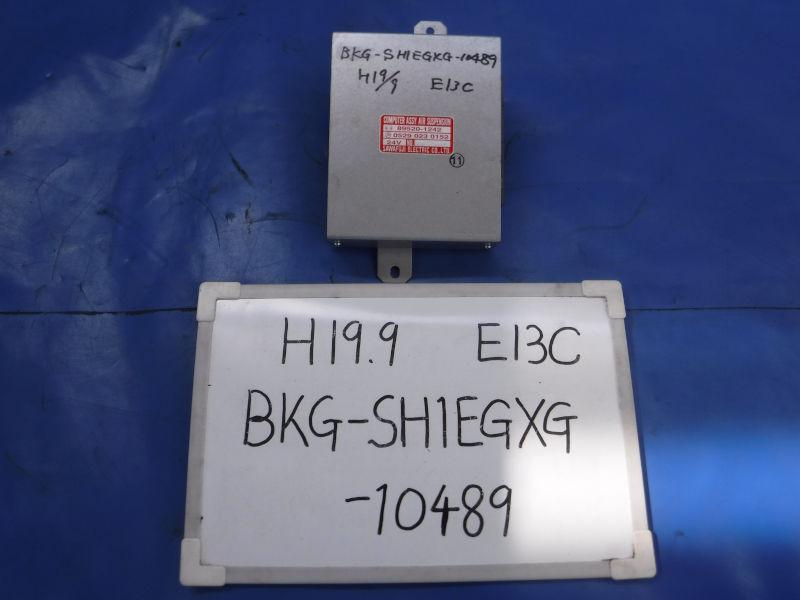 BKG-SH1EGXG-10489
H19/9 E13C
COMPUTER ASSY AIR SUSPENSION
89520-1242
0529 023 0152
24V
SAWAFUJI ELECTRIC CO., LTD.
11
H19.9 E13C
BKG-SH1EGXG
-10489